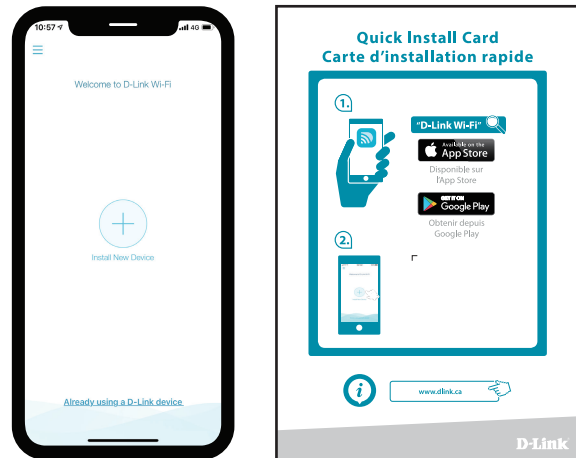 10:57
4G
Welcome to D-Link Wi-Fi
Install New Device
Already using a D-Link device
Quick Install Card
Carte d'installation rapide
1.
"D-Link Wi-Fi"
Available on the
App Store
Disponible sur
l'App Store
GET IT ON
Google Play
Obtenir depuis
Google Play
2.
i
www.dlink.ca
D-Link